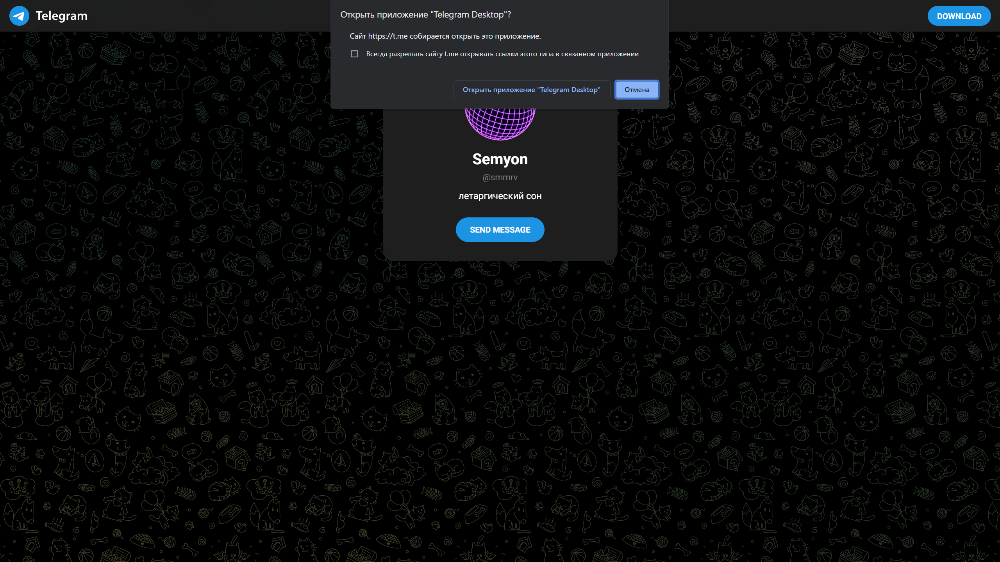 Telegram
Открыть приложение "Telegram Desktop"?
DOWNLOAD
Сайт https://t.me собирается открыть это приложение.
Всегда разрешать сайту t.me открывать ссылки этого типа в связанном приложении
Открыть приложение "Telegram Desktop"
Отмена
Semyon
@smmrv
летаргический сон
SEND MESSAGE